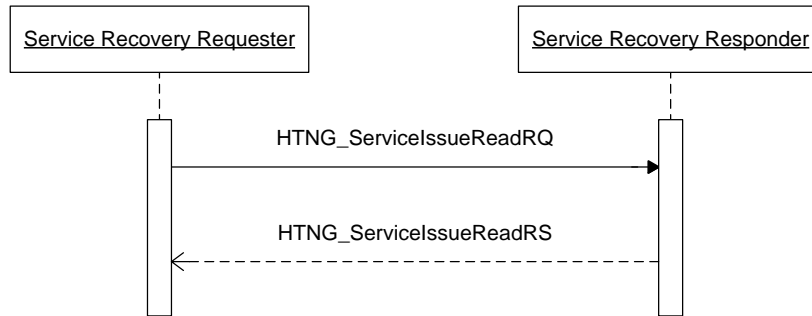 Service Recovery Requester
Service Recovery Responder
HTNG_ServiceIssueReadRQ
HTNG_ServiceIssueReadRS